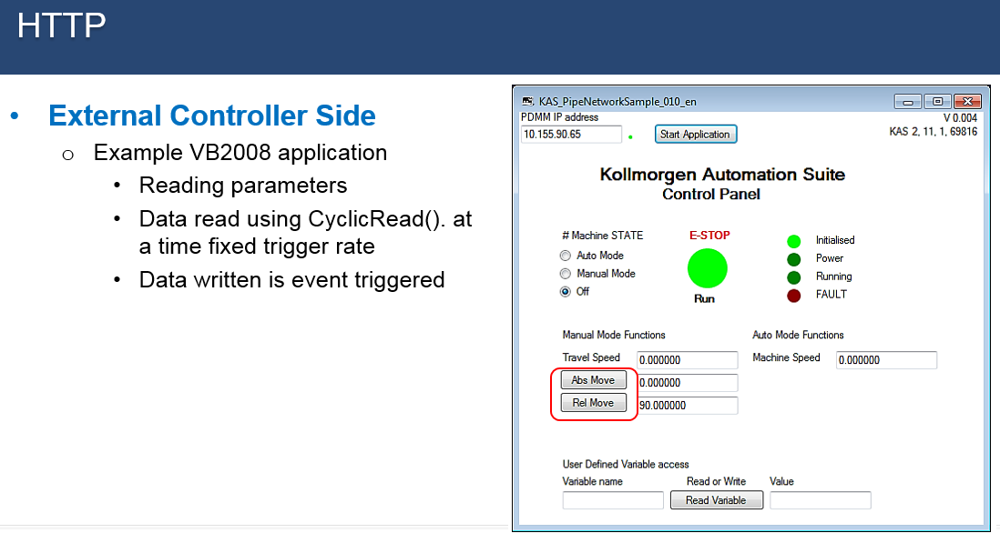 HTTP
• External Controller Side
o Example VB2008 application
• Reading parameters
• Data read using CyclicRead(). at
a time fixed trigger rate
• Data written is event triggered
KAS_PipeNetworkSample_010_en
PDMM IP address
V 0.004
10.155.90.65
Start Application
KAS 2, 11, 1, 69816
Kollmorgen Automation Suite
Control Panel
# Machine STATE
E-STOP
Initialised
Auto Mode
Power
Manual Mode
Running
Off
Run
FAULT
Manual Mode Functions
Auto Mode Functions
Travel Speed 0.000000
Machine Speed 0.000000
Abs Move 0.000000
Rel Move 90.000000
User Defined Variable access
Variable name Read or Write Value
Read Variable